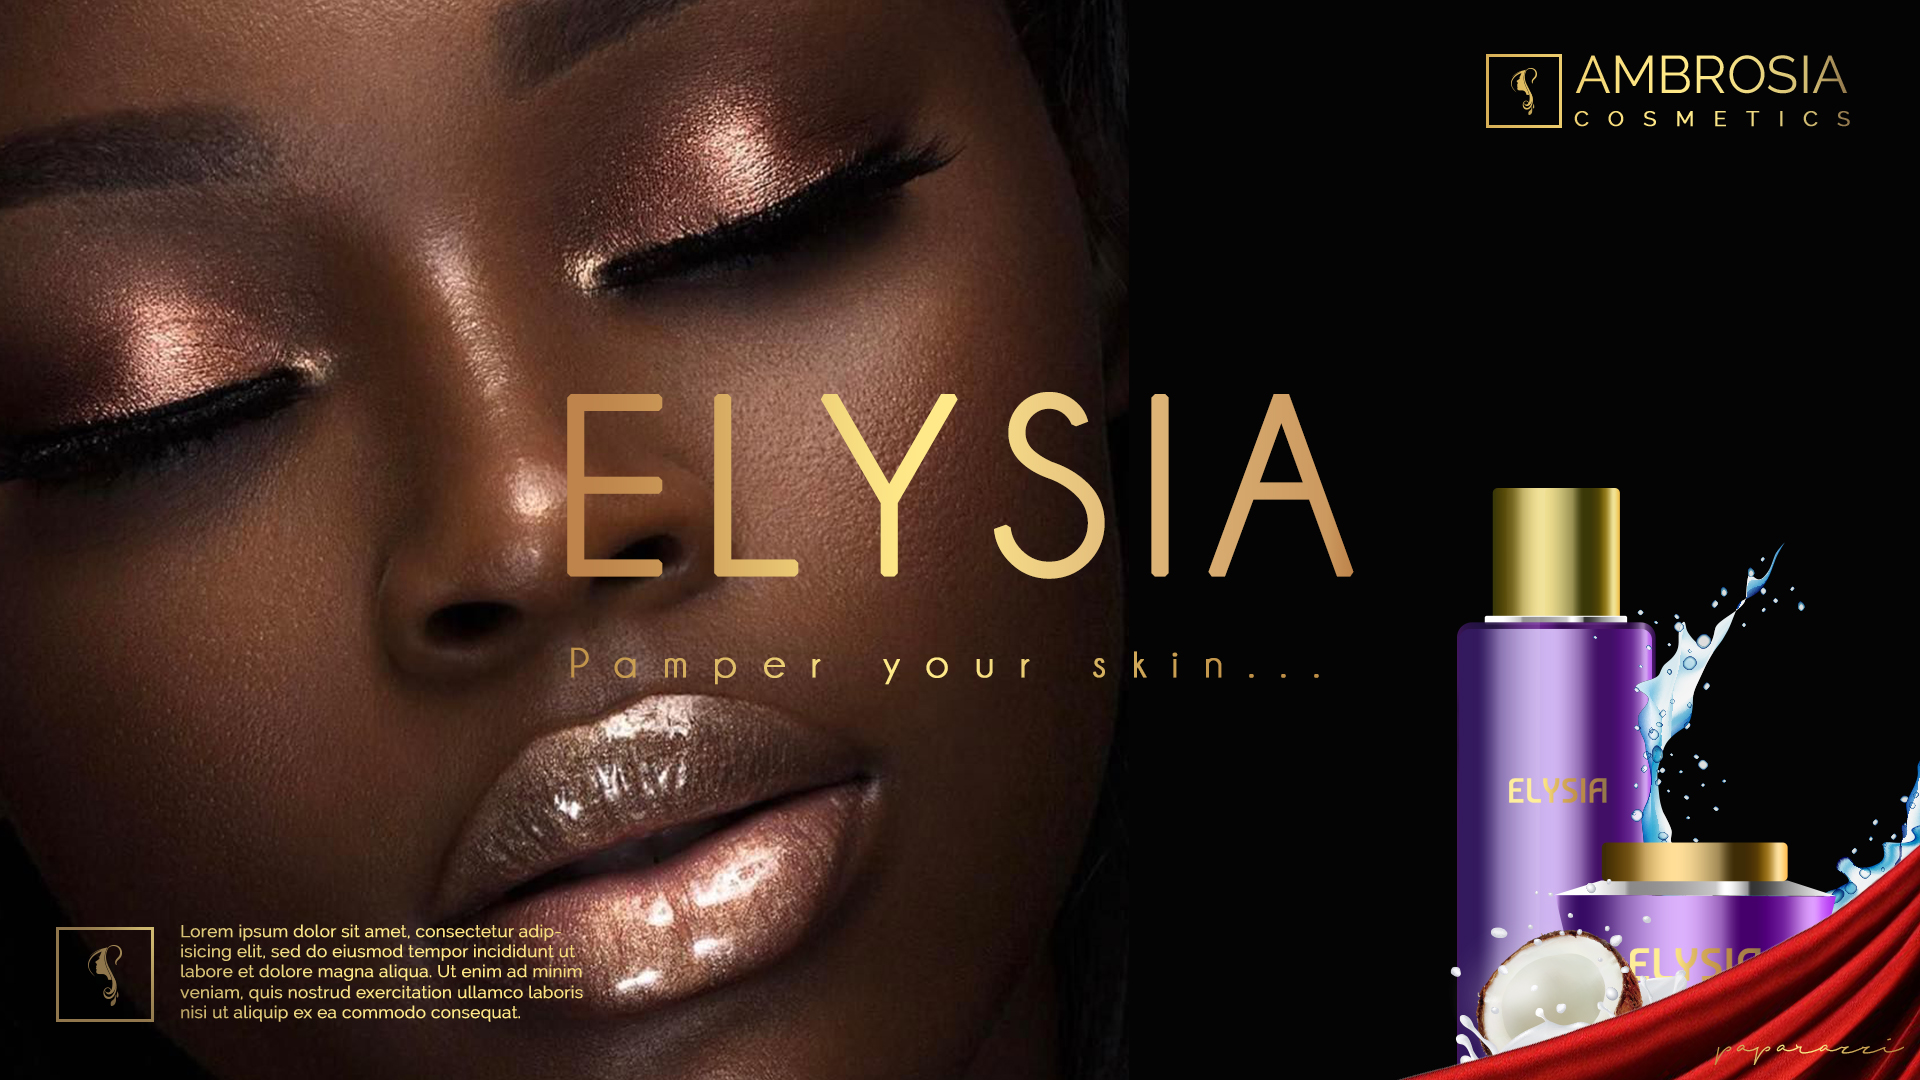 AMBROSIA
COSMETICS
ELYSIA
Pamper your skin...
ELYSIA
ELYSIA
Lorem ipsum dolor sit amet, consectetur adip-
isicing elit, sed do eiusmod tempor incididunt ut
labore et dolore magna aliqua. Ut enim ad minim
veniam, quis nostrud exercitation ullamco laboris
nisi ut aliquip ex ea commodo consequat.
paparazzi